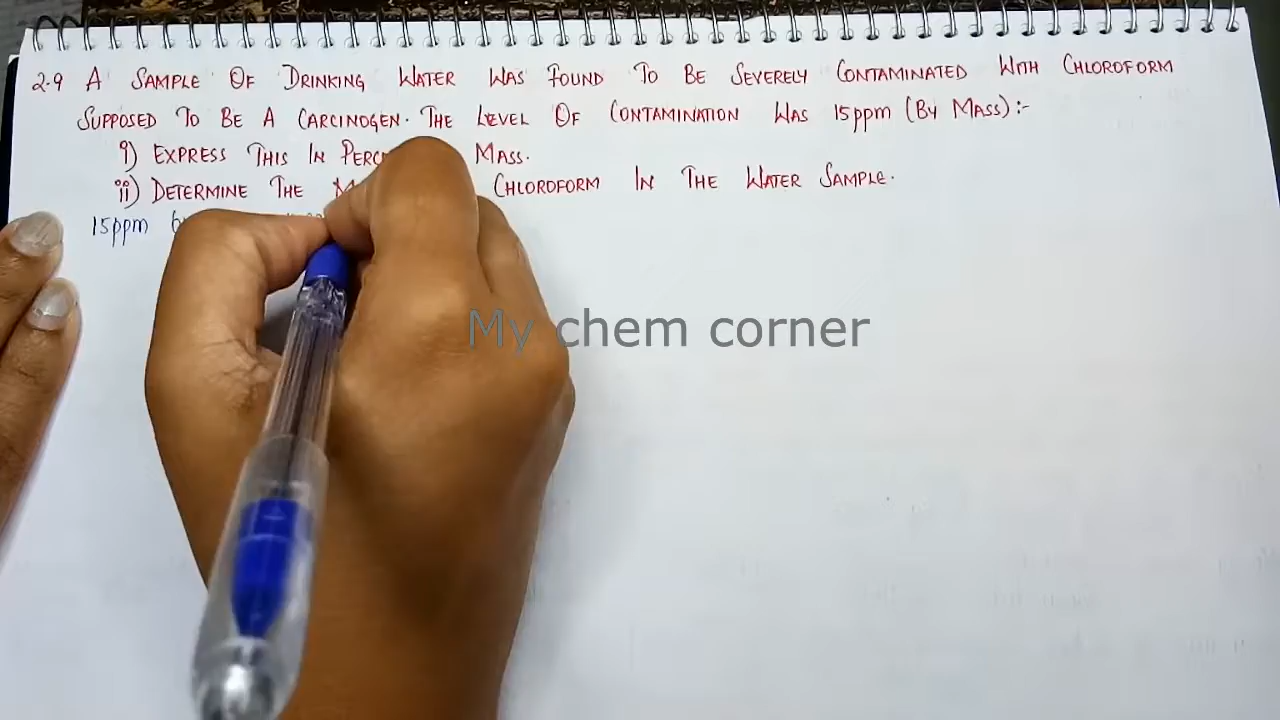 2.9 A SAMPLE OF DRINKING WATER WAS FOUND TO BE SEVERELY CONTAMINATED WITH CHLOROFORM
SUPPOSED TO BE A CARCINOGEN. THE LEVEL OF CONTAMINATION WAS 15ppm (BY MASS):-
i) EXPRESS THIS IN MASS.
ii) DETERMINE THE CHLOROFORM IN THE WATER SAMPLE.
15ppm
My chem corner